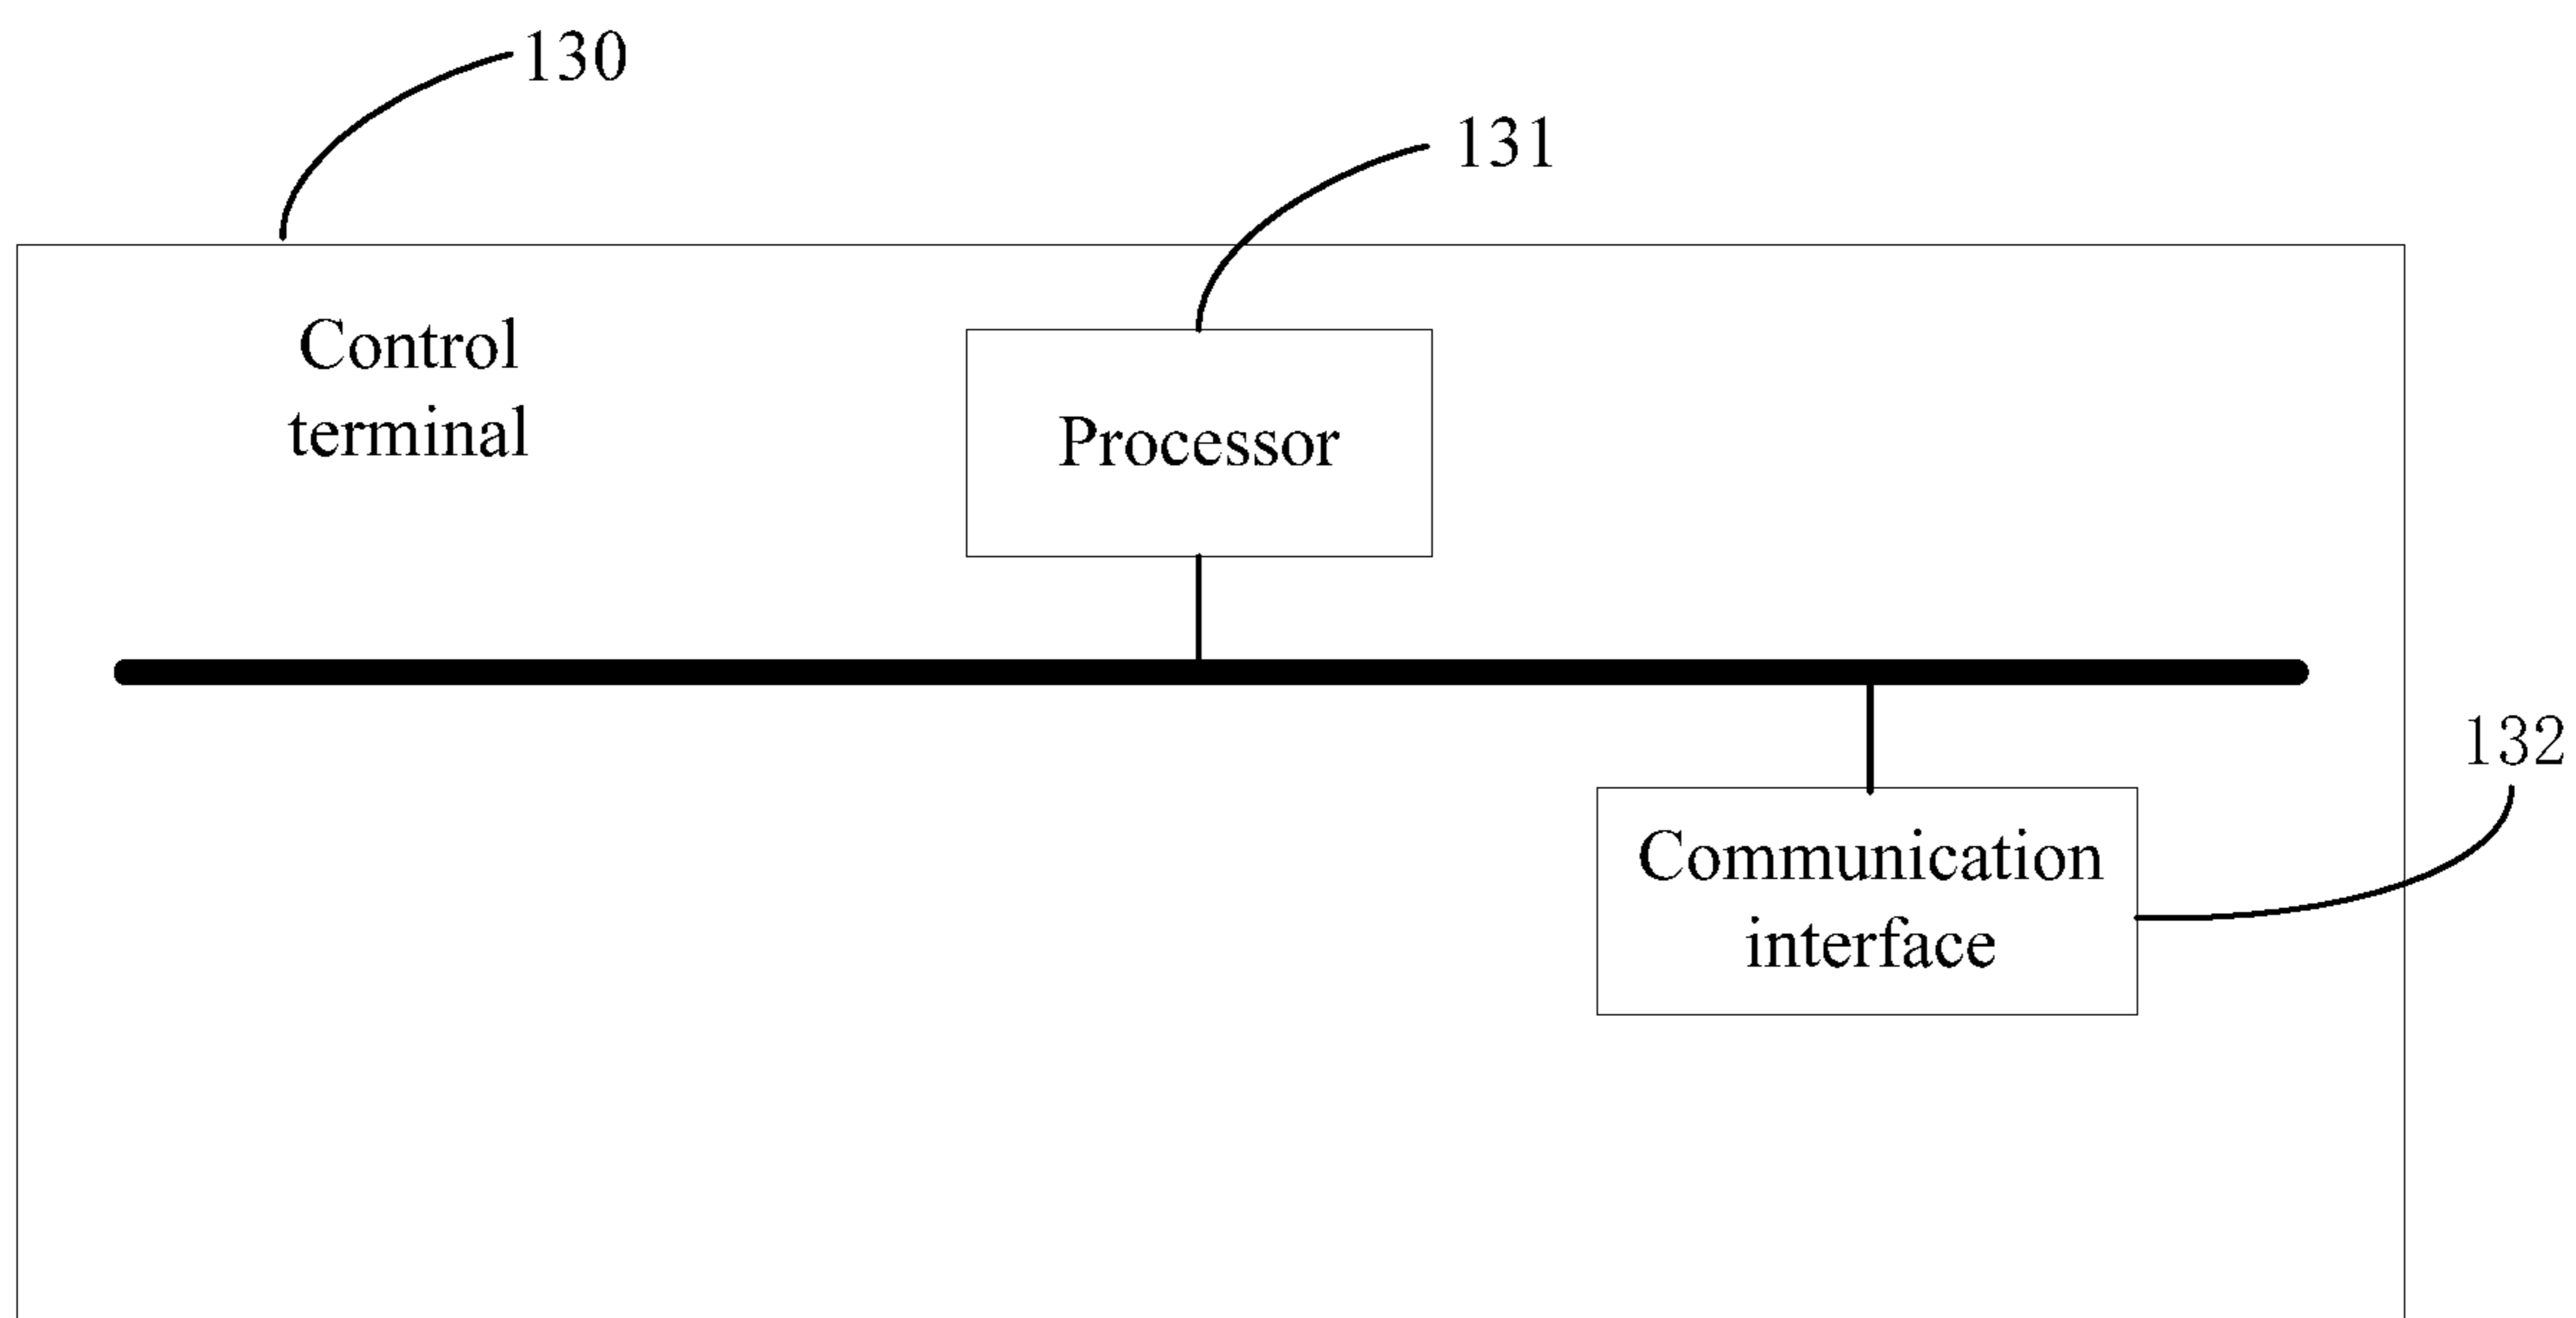 130
131
Control
terminal
Processor
132
Communication
interface